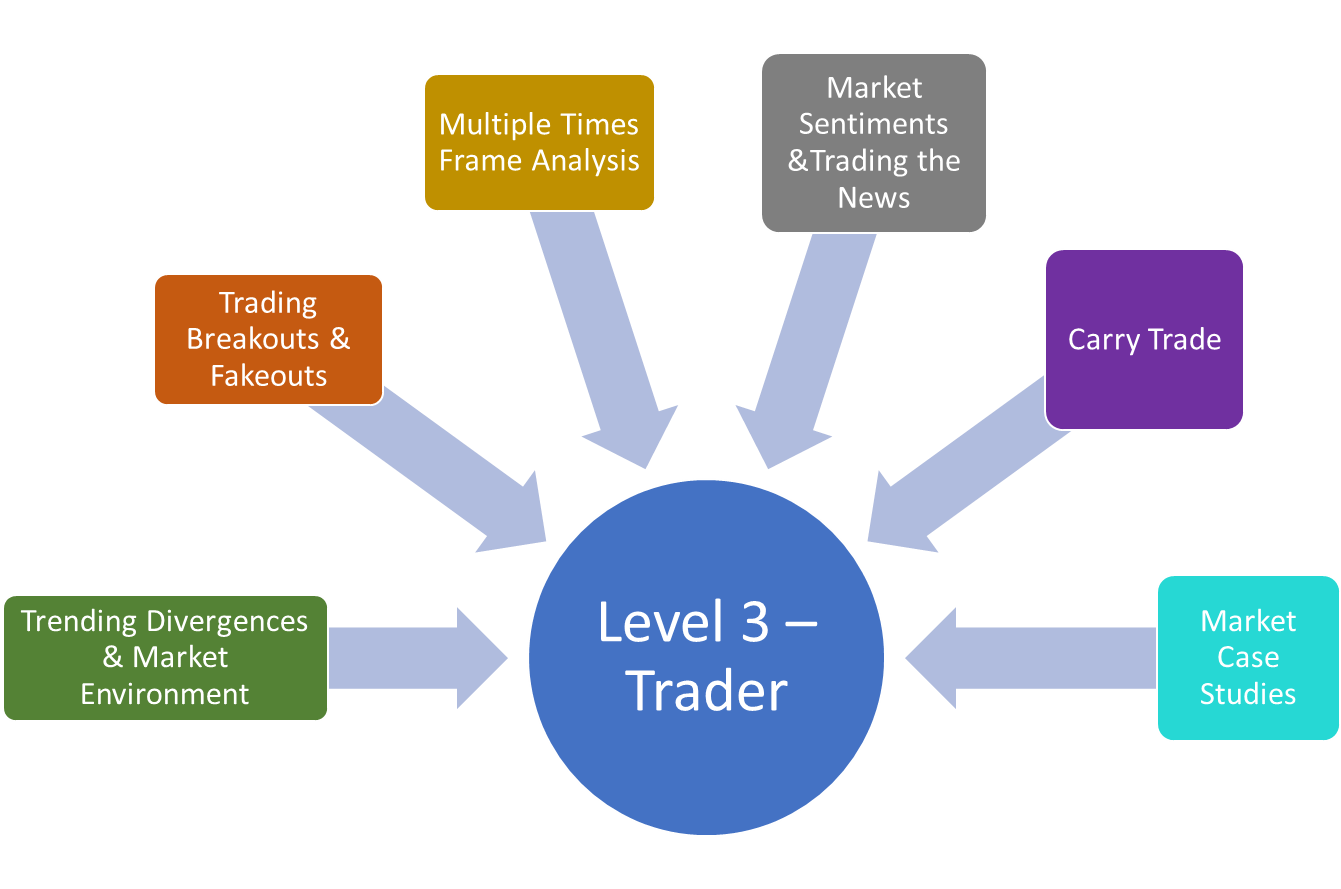 Multiple Times
Frame Analysis
Market
Sentiments
&Trading the
News
Trading
Breakouts &
Fakeouts
Carry Trade
Trending Divergences
& Market
Environment
Level 3 –
Trader
Market
Case
Studies